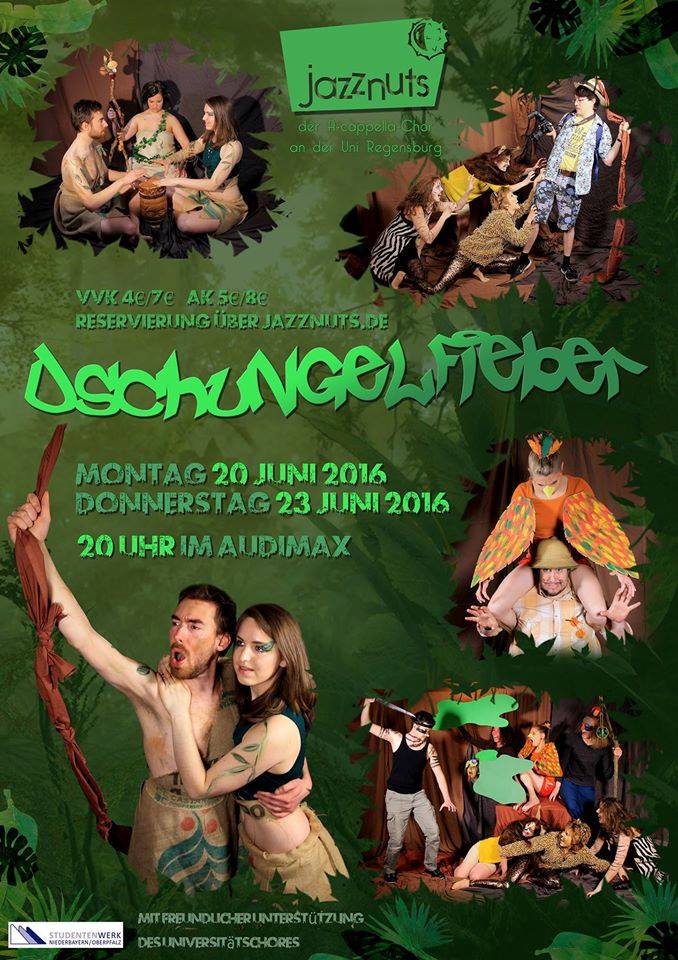 jazznuts
der A-cappella-Chor
an der Uni Regensburg
VVK 4€/7€ AK 5€/8€
RESERVIERUNG ÜBER JAZZNUTS.DE
DSCHUNGELFIEBER
MONTAG 20 JUNI 2016
DONNERSTAG 23 JUNI 2016
20 UHR IM AUDIMAX
MIT FREUNDLICHER UNTERSTÜTZUNG
DES UNIVERSITÄTSCHORES
STUDENTENWERK
NIEDERBAYERN/OBERPFALZ